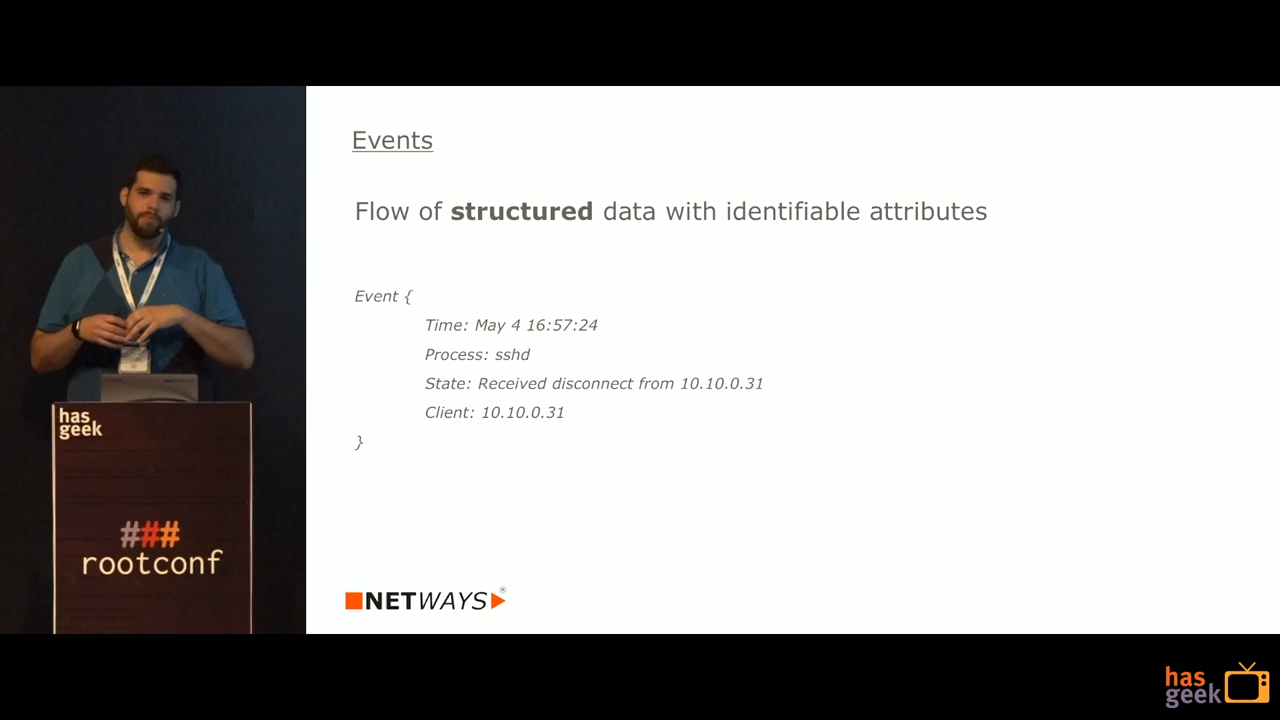 Events
Flow of structured data with identifiable attributes
Event {
Time: May 4 16:57:24
Process: sshd
State: Received disconnect from 10.10.0.31
Client: 10.10.0.31
}
has
geek
###
rootconf
NETWAYS®
has
geek